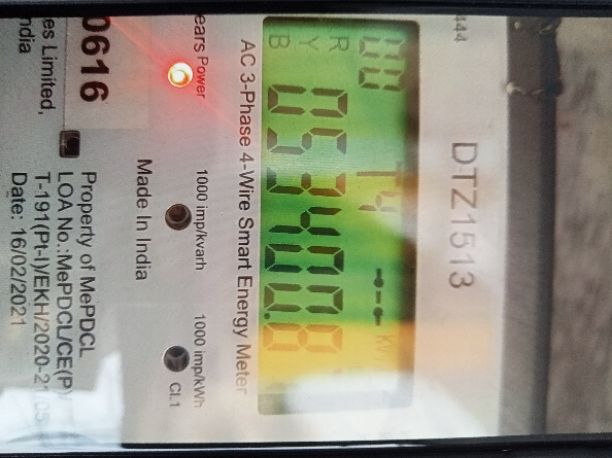 444
DTZ1513
R
Y
B
AC 3-Phase 4-Wire Smart Energy Meter
ears Power 1000 imp/kvarh 1000 imp/kWh
Cl.1
Made In India
0616
Property of MePDCL
LOA No.:MePDCL/CE(P)
es Limited, T-191(Pt-I)/EKH/2020-21
ndia Date: 16/02/2021